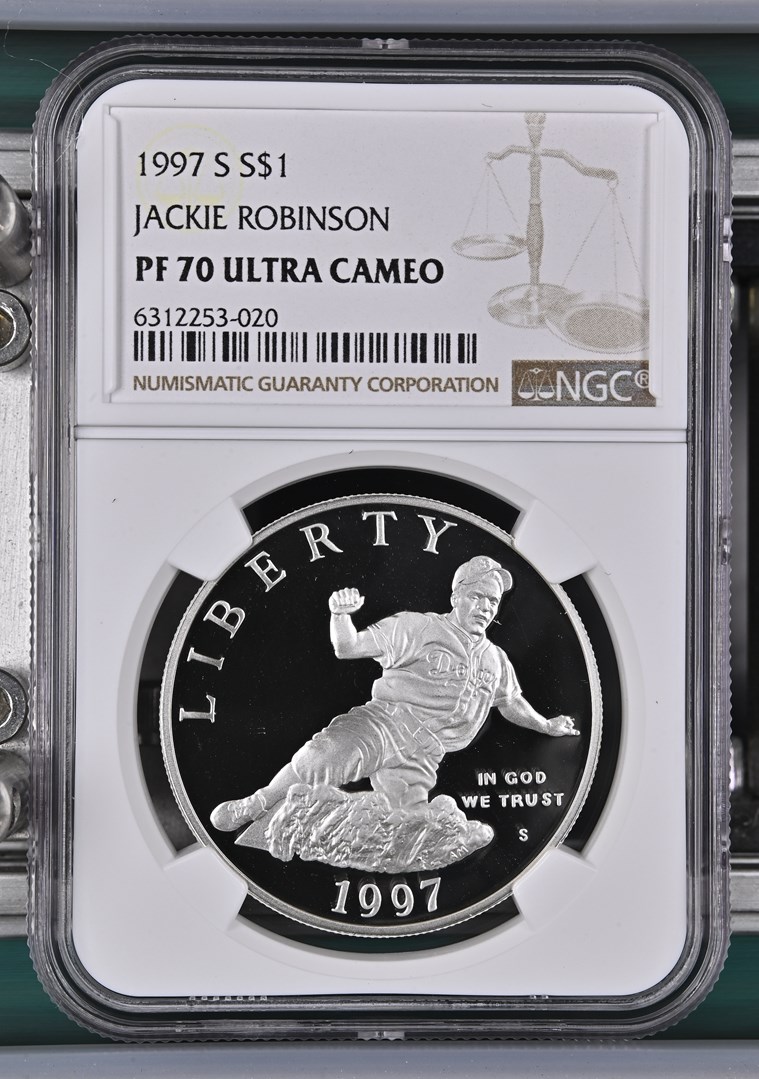 1997 S S$1
JACKIE ROBINSON
PF 70 ULTRA CAMEO
6312253-020
NUMISMATIC GUARANTY CORPORATION
NGC®
LIBERTY
Dodgers
IN GOD
WE TRUST
S
1997